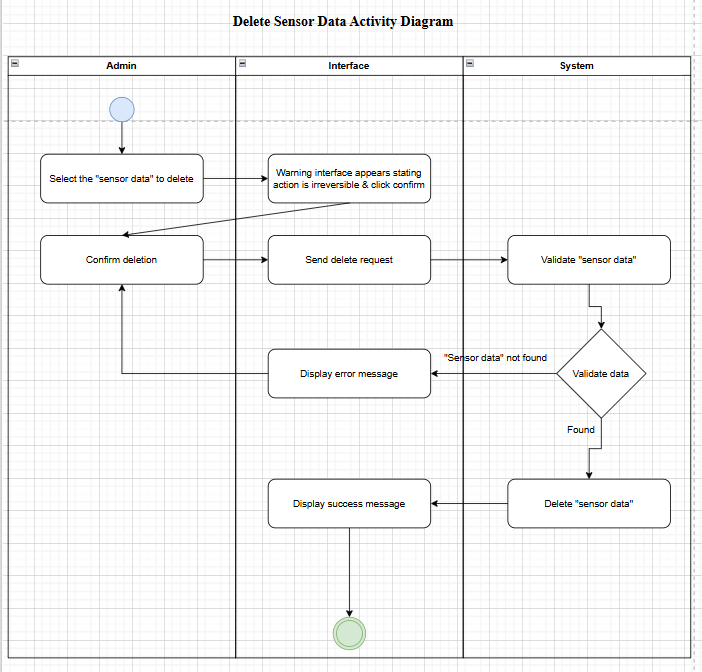 Delete Sensor Data Activity Diagram
Admin
Interface
System
Select the "sensor data" to delete
Warning interface appears stating
action is irreversible & click confirm
Confirm deletion
Send delete request
Validate "sensor data"
Display error message
"Sensor data" not found
Validate data
Found
Display success message
Delete "sensor data"